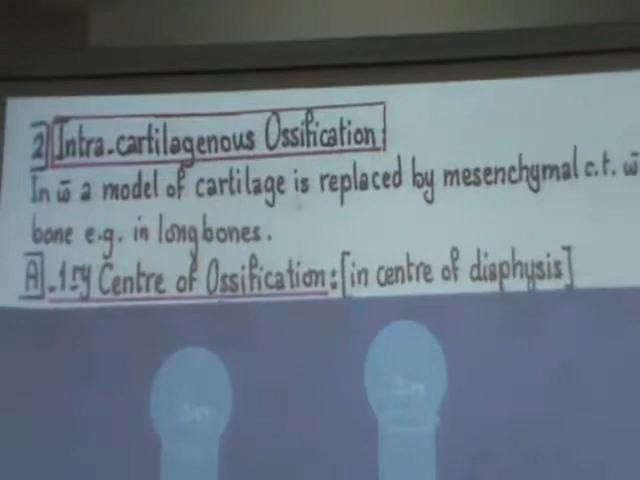 2 Intra-cartilagenous Ossification:
In w̄ a model of cartilage is replaced by mesenchymal c.t. w̄
bone e.g. in long bones.
A.1ry Centre of Ossification:[in centre of diaphysis]